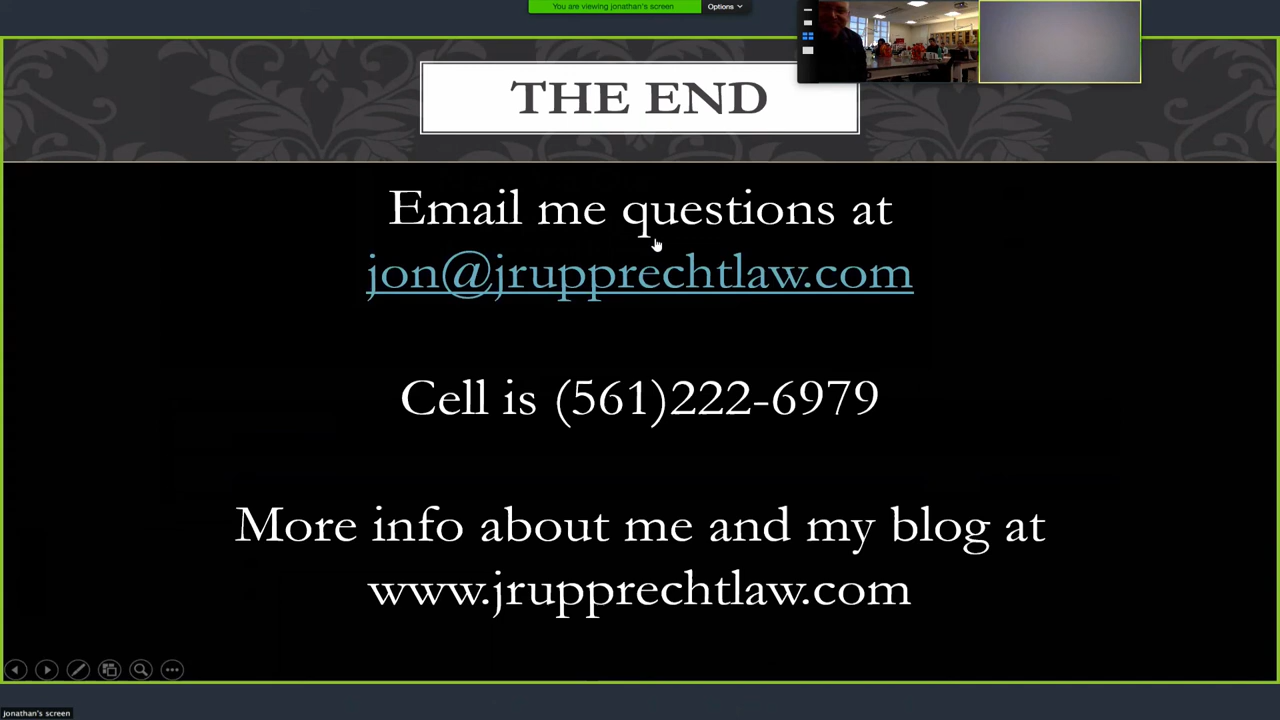 You are viewing jonathan's screen
Options
THE END
Email me questions at
jon@jrupprechtlaw.com
Cell is (561)222-6979
More info about me and my blog at
www.jrupprechtlaw.com
jonathan's screen